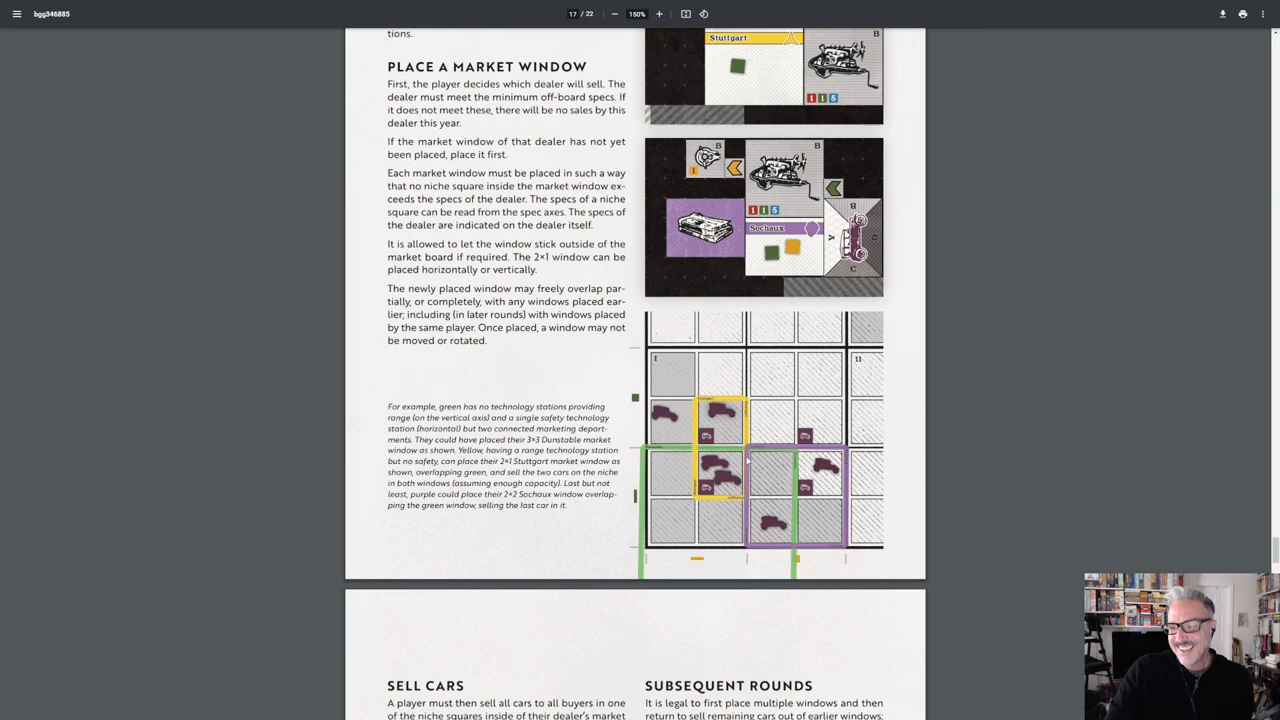 bgg346885
17 / 22
150%
tions.
PLACE A MARKET WINDOW
First, the player decides which dealer will sell. The
dealer must meet the minimum off-board specs. If
it does not meet these, there will be no sales by this
dealer this year.
If the market window of that dealer has not yet
been placed, place it first.
Each market window must be placed in such a way
that no niche square inside the market window ex-
ceeds the specs of the dealer. The specs of a niche
square can be read from the spec axes. The specs of
the dealer are indicated on the dealer itself.
It is allowed to let the window stick outside of the
market board if required. The 2×1 window can be
placed horizontally or vertically.
The newly placed window may freely overlap par-
tially, or completely, with any windows placed ear-
lier; including (in later rounds) with windows placed
by the same player. Once placed, a window may not
be moved or rotated.
For example, green has no technology stations providing
range (on the vertical axis) and a single safety technology
station (horizontal) but two connected marketing depart-
ments. They could have placed their 3×3 Dunstable market
window as shown. Yellow, having a range technology station
but no safety, can place their 2×1 Stuttgart market window as
shown, overlapping green, and sell the two cars on the niche
in both windows (assuming enough capacity). Last but not
least, purple could place their 2×2 Sochaux window overlap-
ping the green window, selling the last car in it.
Stuttgart
B
1 1 5
B
1
B
1 1 5
Sochaux
B
A
D
C
I
II
SELL CARS
A player must then sell all cars to all buyers in one
of the niche squares inside of their dealer's market
SUBSEQUENT ROUNDS
It is legal to first place multiple windows and then
return to sell remaining cars out of earlier windows;